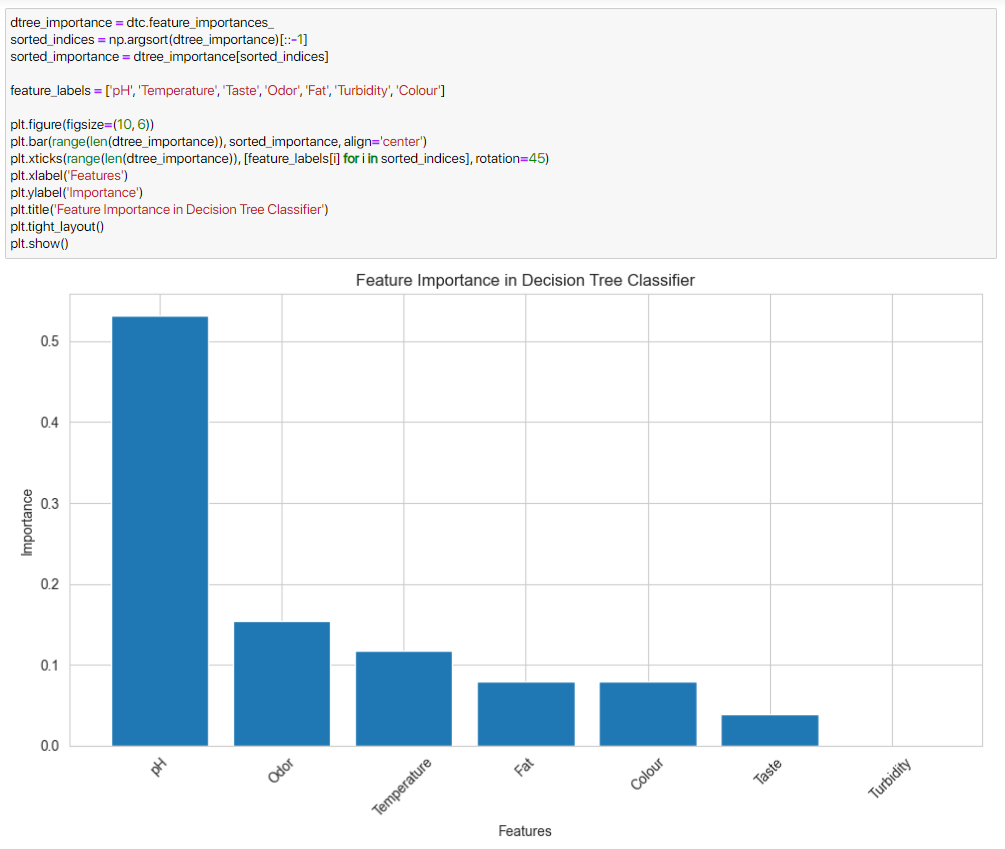 dtree_importance = dtc.feature_importances_
sorted_indices = np.argsort(dtree_importance)[::-1]
sorted_importance = dtree_importance[sorted_indices]
feature_labels = ['pH', 'Temperature', 'Taste', 'Odor', 'Fat', 'Turbidity', 'Colour']
plt.figure(figsize=(10, 6))
plt.bar(range(len(dtree_importance)), sorted_importance, align='center')
plt.xticks(range(len(dtree_importance)), [feature_labels[i] for i in sorted_indices], rotation=45)
plt.xlabel('Features')
plt.ylabel('Importance')
plt.title('Feature Importance in Decision Tree Classifier')
plt.tight_layout()
plt.show()
Feature Importance in Decision Tree Classifier
Importance
0.5
0.4
0.3
0.2
0.1
0.0
pH
Odor
Temperature
Fat
Colour
Taste
Turbidity
Features